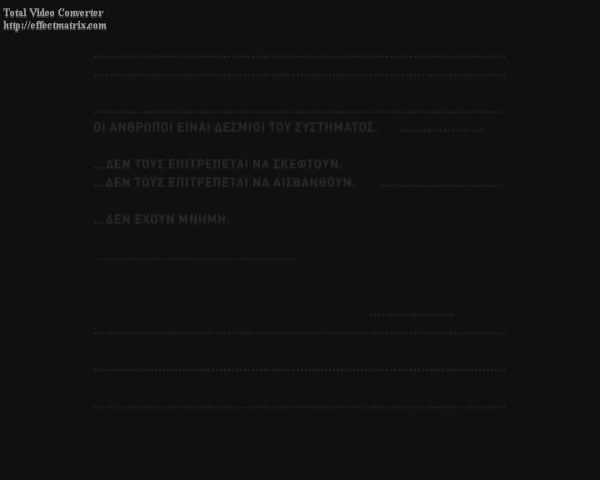 Total Video Converter
http://effectmatrix.com
ΟΙ ΑΝΘΡΩΠΟΙ ΕΙΝΑΙ ΔΕΣΜΙΟΙ ΤΟΥ ΣΥΣΤΗΜΑΤΟΣ.
...ΔΕΝ ΤΟΥΣ ΕΠΙΤΡΕΠΕΤΑΙ ΝΑ ΣΚΕΦΤΟΥΝ.
...ΔΕΝ ΤΟΥΣ ΕΠΙΤΡΕΠΕΤΑΙ ΝΑ ΑΙΣΘΑΝΘΟΥΝ.
...ΔΕΝ ΕΧΟΥΝ ΜΝΗΜΗ.